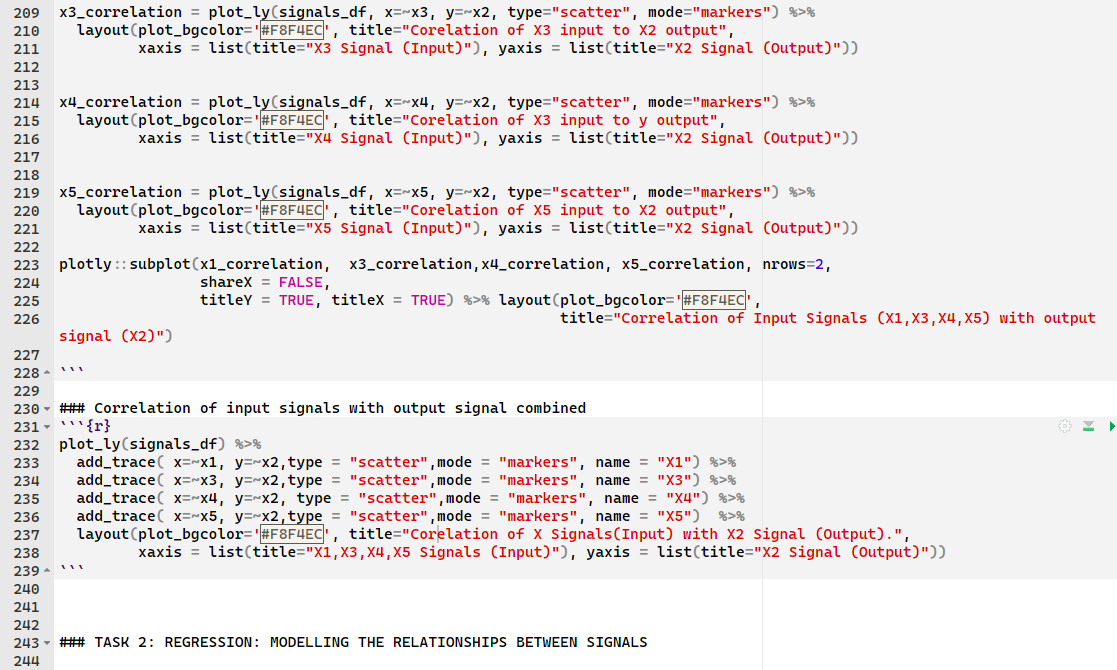 209 x3_correlation = plot_ly(signals_df, x=~x3, y=~x2, type="scatter", mode="markers") %>%
210   layout(plot_bgcolor='#F8F4EC', title="Corelation of X3 input to X2 output",
211          xaxis = list(title="X3 Signal (Input)"), yaxis = list(title="X2 Signal (Output)"))
212
213
214 x4_correlation = plot_ly(signals_df, x=~x4, y=~x2, type="scatter", mode="markers") %>%
215   layout(plot_bgcolor='#F8F4EC', title="Corelation of X3 input to y output",
216          xaxis = list(title="X4 Signal (Input)"), yaxis = list(title="X2 Signal (Output)"))
217
218
219 x5_correlation = plot_ly(signals_df, x=~x5, y=~x2, type="scatter", mode="markers") %>%
220   layout(plot_bgcolor='#F8F4EC', title="Corelation of X5 input to X2 output",
221          xaxis = list(title="X5 Signal (Input)"), yaxis = list(title="X2 Signal (Output)"))
222
223 plotly::subplot(x1_correlation,  x3_correlation,x4_correlation, x5_correlation, nrows=2,
224                 shareX = FALSE,
225                 titleY = TRUE, titleX = TRUE) %>% layout(plot_bgcolor='#F8F4EC',
226                                                          title="Correlation of Input Signals (X1,X3,X4,X5) with output
signal (X2)")
227
228 ```
229
230 ### Correlation of input signals with output signal combined
231 ```{r}
232 plot_ly(signals_df) %>%
233   add_trace( x=~x1, y=~x2,type = "scatter",mode = "markers", name = "X1") %>%
234   add_trace( x=~x3, y=~x2,type = "scatter",mode = "markers", name = "X3") %>%
235   add_trace( x=~x4, y=~x2, type = "scatter",mode = "markers", name = "X4") %>%
236   add_trace( x=~x5, y=~x2,type = "scatter",mode = "markers", name = "X5")  %>%
237   layout(plot_bgcolor='#F8F4EC', title="Corelation of X Signals(Input) with X2 Signal (Output).",
238          xaxis = list(title="X1,X3,X4,X5 Signals (Input)"), yaxis = list(title="X2 Signal (Output)"))
239 ```
240
241
242
243 ### TASK 2: REGRESSION: MODELLING THE RELATIONSHIPS BETWEEN SIGNALS
244